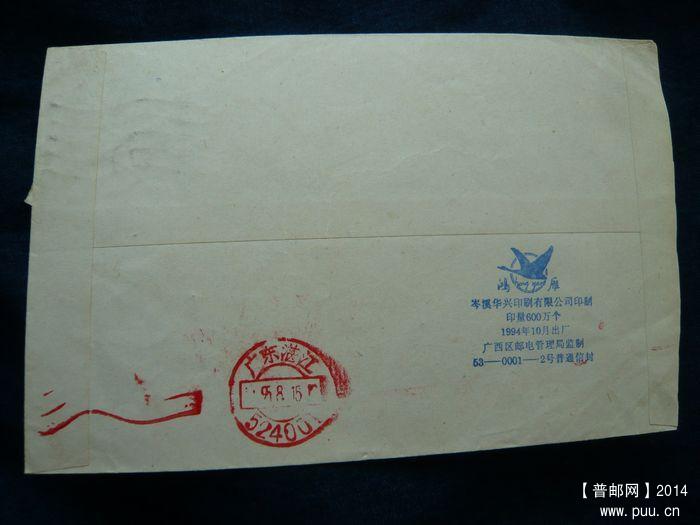 鸿 雁
岑溪华兴印刷有限公司印制
印量600万个
1994年10月出厂
广西区邮电管理局监制
53—0001—2号普通信封
广东湛江
95.8.15
524001
【普邮网】2014
www.puu.cn